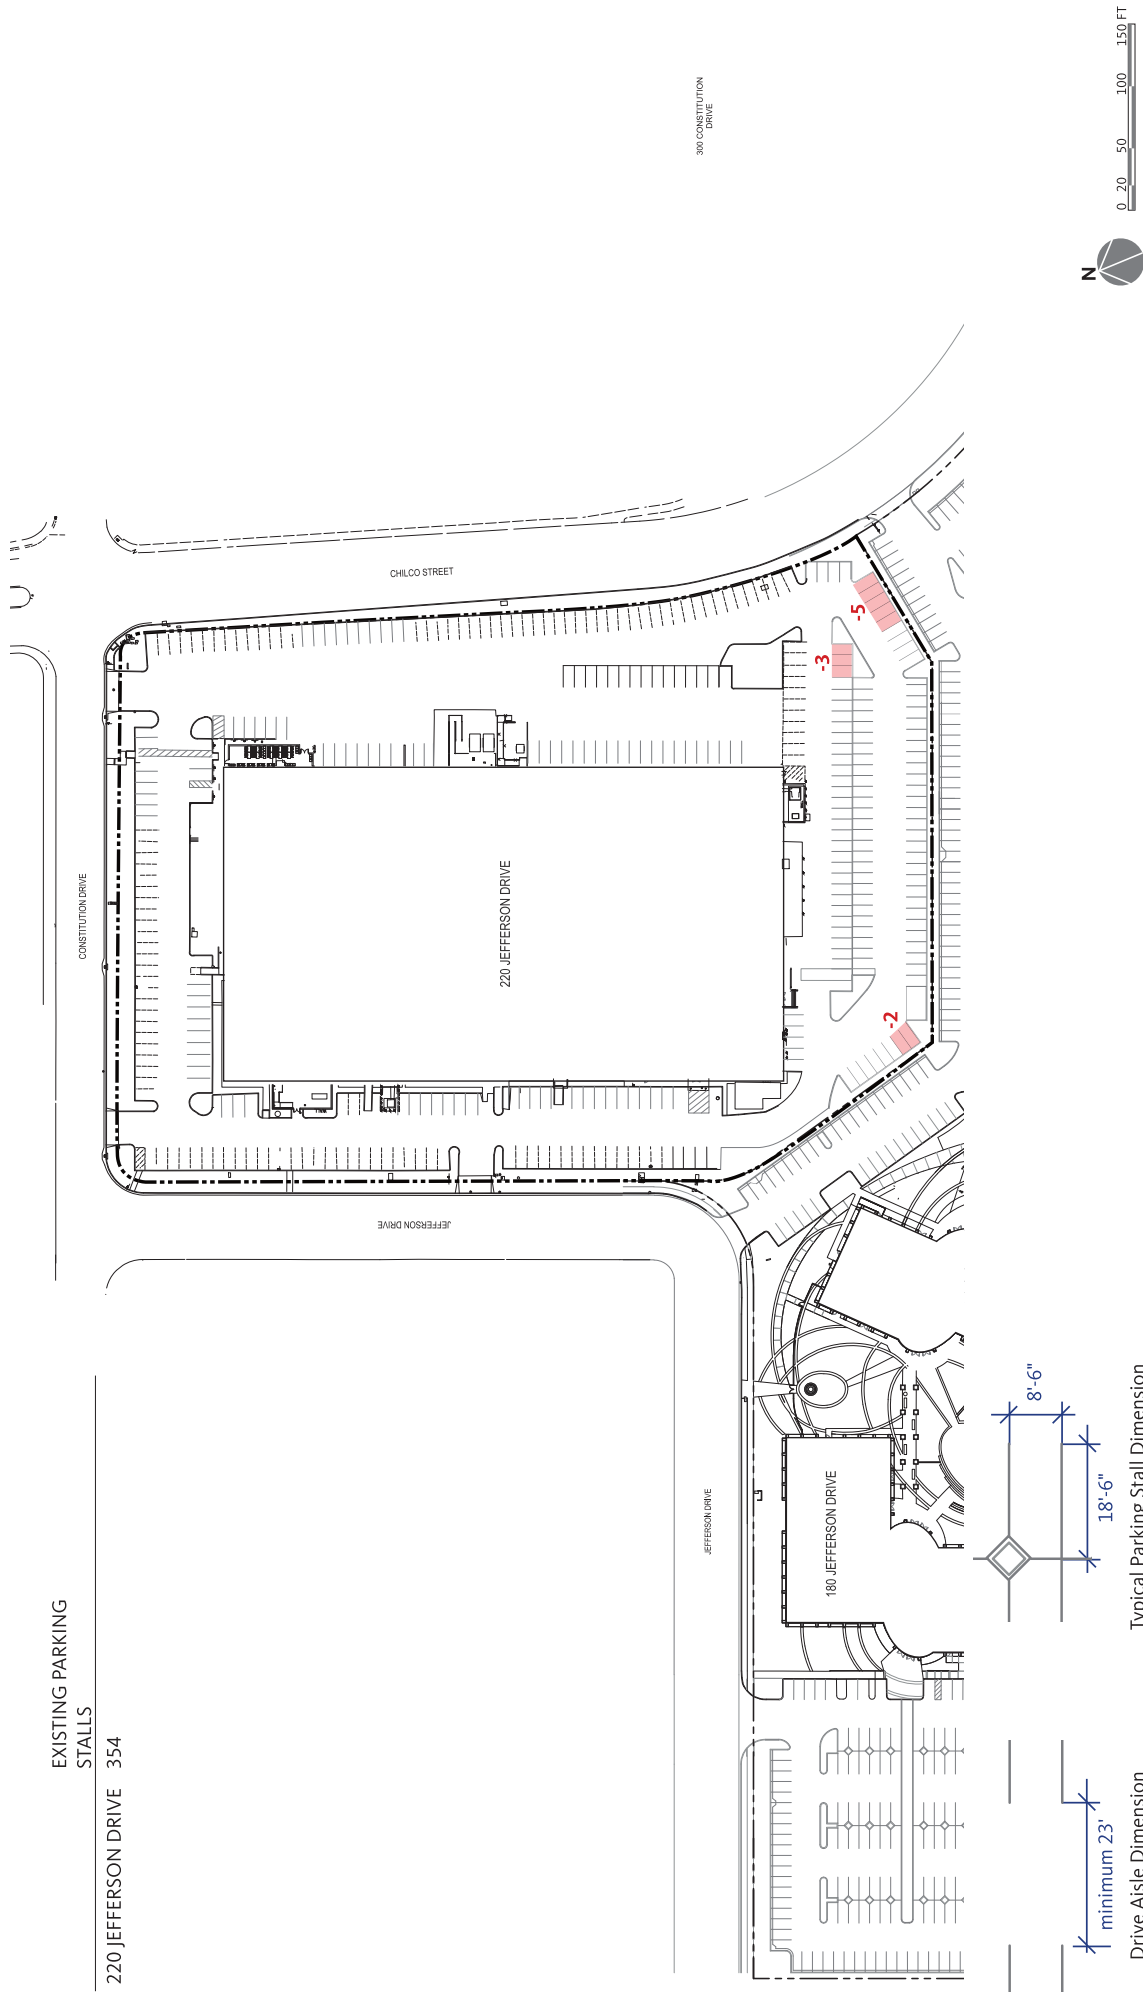 EXISTING PARKING
STALLS
220 JEFFERSON DRIVE 354
CONSTITUTION DRIVE
CHILCO STREET
300 CONSTITUTION
DRIVE
220 JEFFERSON DRIVE
JEFFERSON DRIVE
JEFFERSON DRIVE
180 JEFFERSON DRIVE
-2
-3
-5
minimum 23'
Drive Aisle Dimension
18'-6"
8'-6"
Typical Parking Stall Dimension
N
0 20 50 100 150 FT